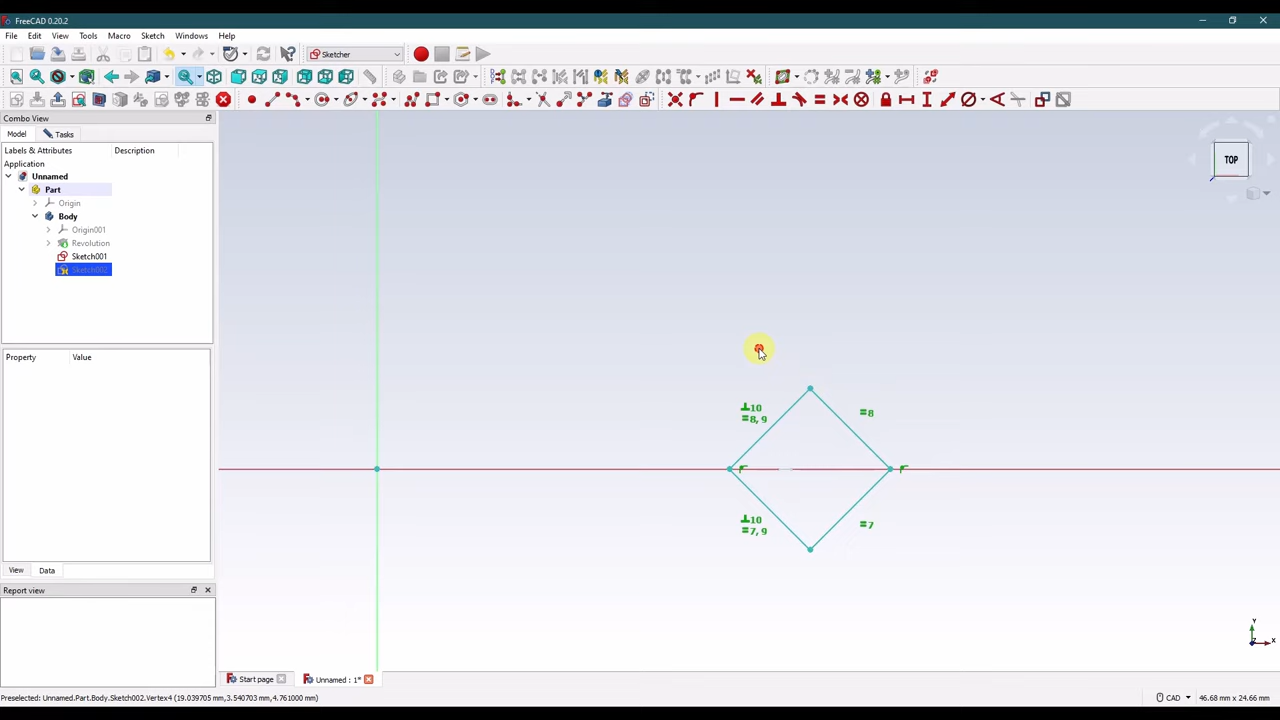 FreeCAD 0.20.2
File Edit View Tools Macro Sketch Windows Help
Sketcher
Combo View
Model Tasks
Labels & Attributes Description
Application
Unnamed
Part
Origin
Body
Origin001
Revolution
Sketch001
Sketch002
TOP
10
8, 9
8
10
7, 9
7
Property Value
View Data
Report view
Y
Z X
Start page Unnamed : 1*
Preselected: Unnamed.Part.Body.Sketch002.Vertex4 (19.039705 mm,3.540703 mm,4.761000 mm)
CAD 46.68 mm x 24.66 mm